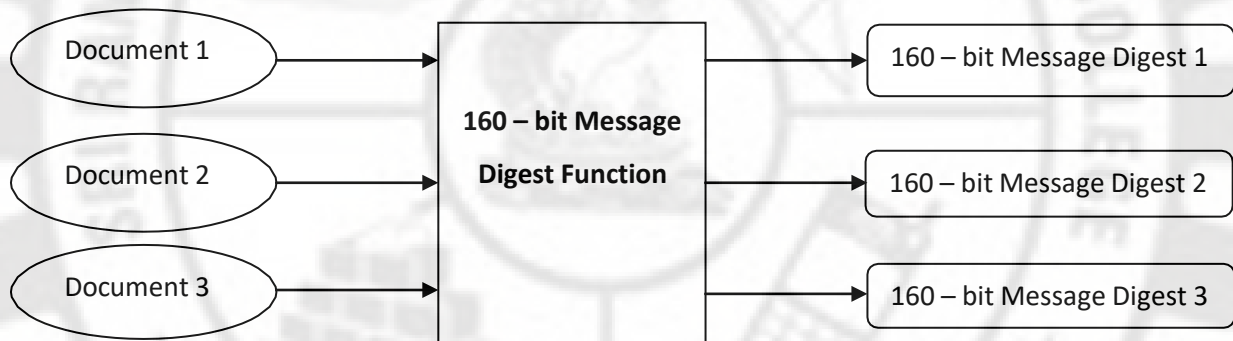 Document 1
160 – bit Message Digest 1
160 – bit Message
Digest Function
Document 2
160 – bit Message Digest 2
Document 3
160 – bit Message Digest 3